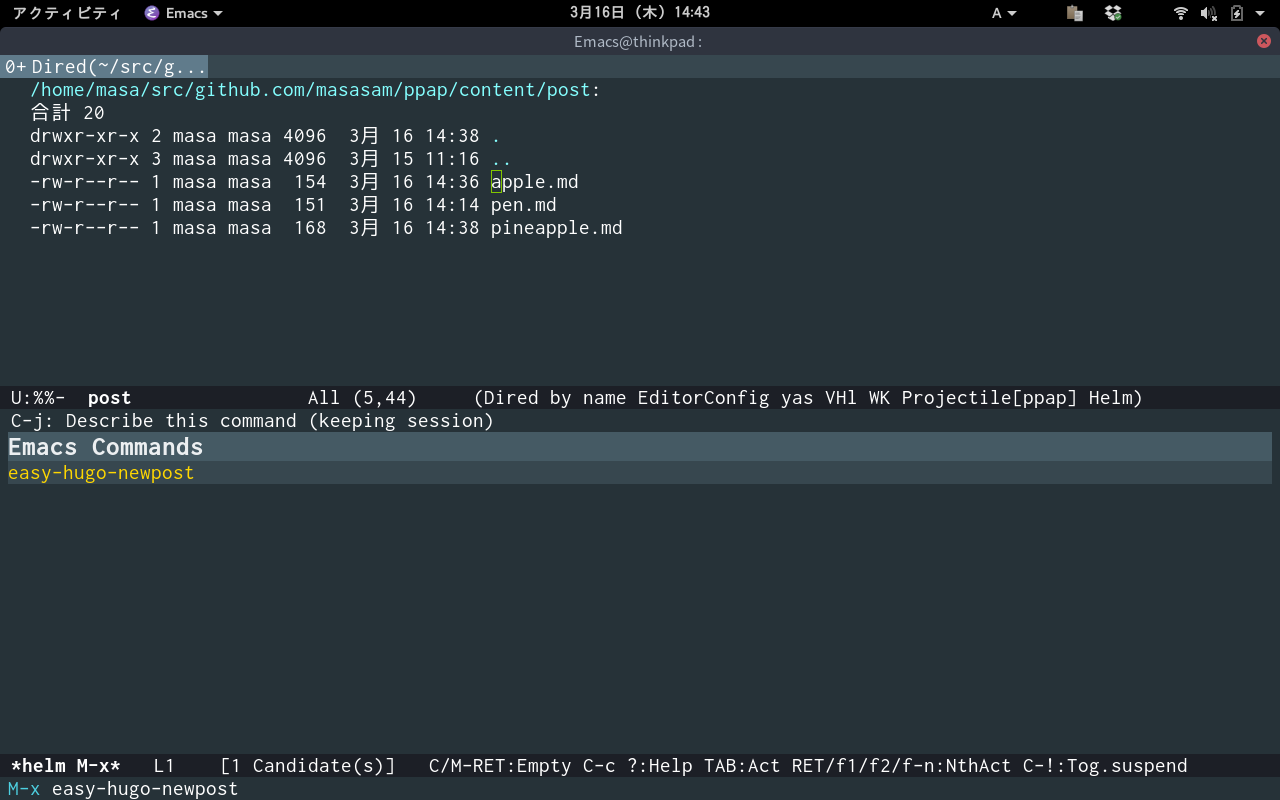 アクティビティ Emacs 3月16日 (木) 14:43 A
Emacs@thinkpad:
0+ Dired(~/src/g...
/home/masa/src/github.com/masasam/ppap/content/post:
合計 20
drwxr-xr-x 2 masa masa 4096  3月 16 14:38 .
drwxr-xr-x 3 masa masa 4096  3月 15 11:16 ..
-rw-r--r-- 1 masa masa  154  3月 16 14:36 apple.md
-rw-r--r-- 1 masa masa  151  3月 16 14:14 pen.md
-rw-r--r-- 1 masa masa  168  3月 16 14:38 pineapple.md
U:%%-  post                All (5,44)     (Dired by name EditorConfig yas VHl WK Projectile[ppap] Helm)
C-j: Describe this command (keeping session)
Emacs Commands
easy-hugo-newpost
*helm M-x*   L1    [1 Candidate(s)]   C/M-RET:Empty C-c ?:Help TAB:Act RET/f1/f2/f-n:NthAct C-!:Tog.suspend
M-x easy-hugo-newpost